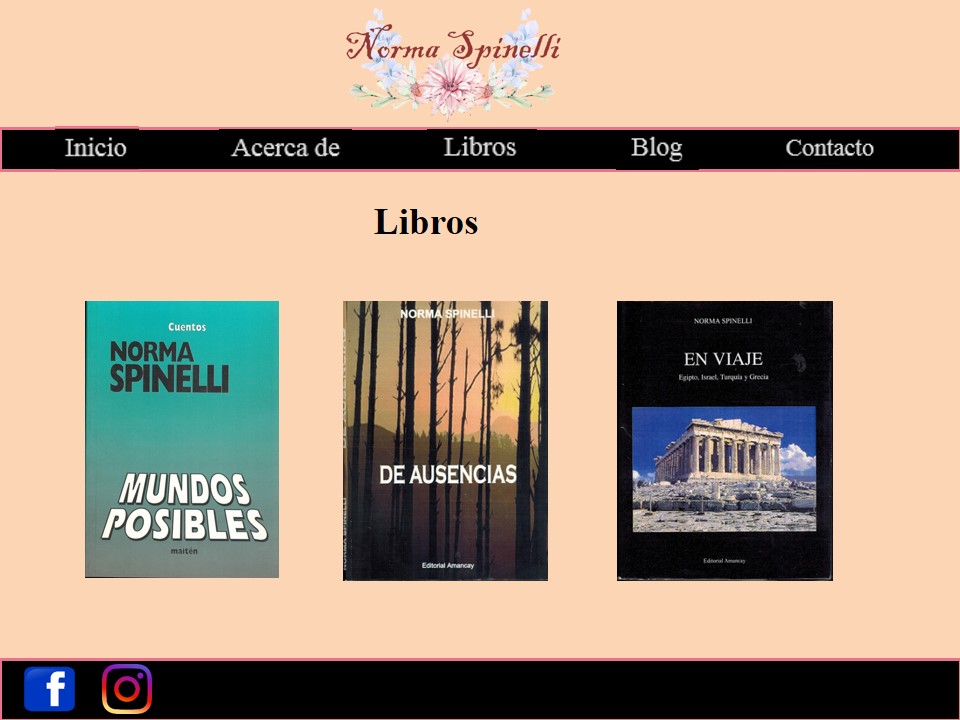 Norma Spinelli
Inicio Acerca de Libros Blog Contacto
Libros
Cuentos
NORMA
SPINELLI
MUNDOS
POSIBLES
maitén
NORMA SPINELLI
DE AUSENCIAS
Editorial Amancay
NORMA SPINELLI
EN VIAJE
Egipto, Israel, Turquía y Grecia
Editorial Amancay